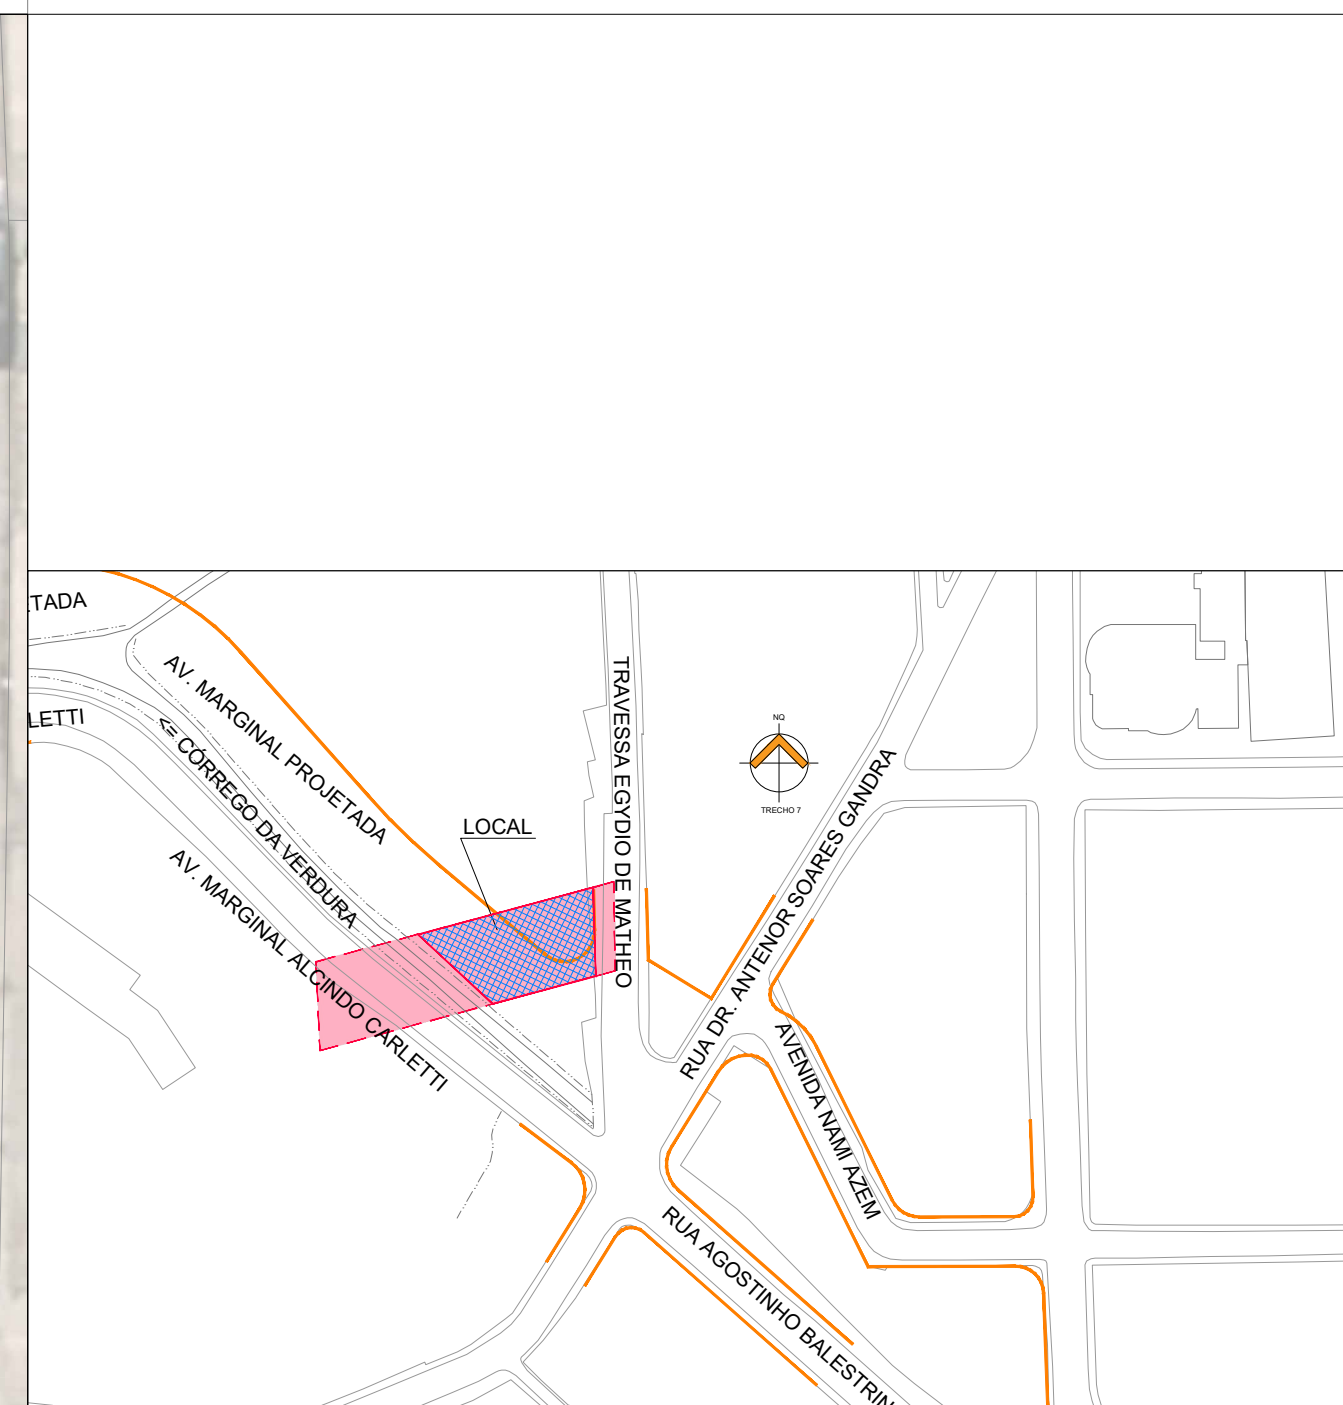 TADA
AV. MARGINAL PROJETADA
LETTI
<= CÓRREGO DA VERDURA
AV. MARGINAL ALCINDO CARLETTI
LOCAL
TRAVESSA EGYDIO DE MATHEO
NQ
TRECHO 7
RUA DR. ANTENOR SOARES GANDRA
AVENIDA NAMI AZEM
RUA AGOSTINHO BALESTRIN